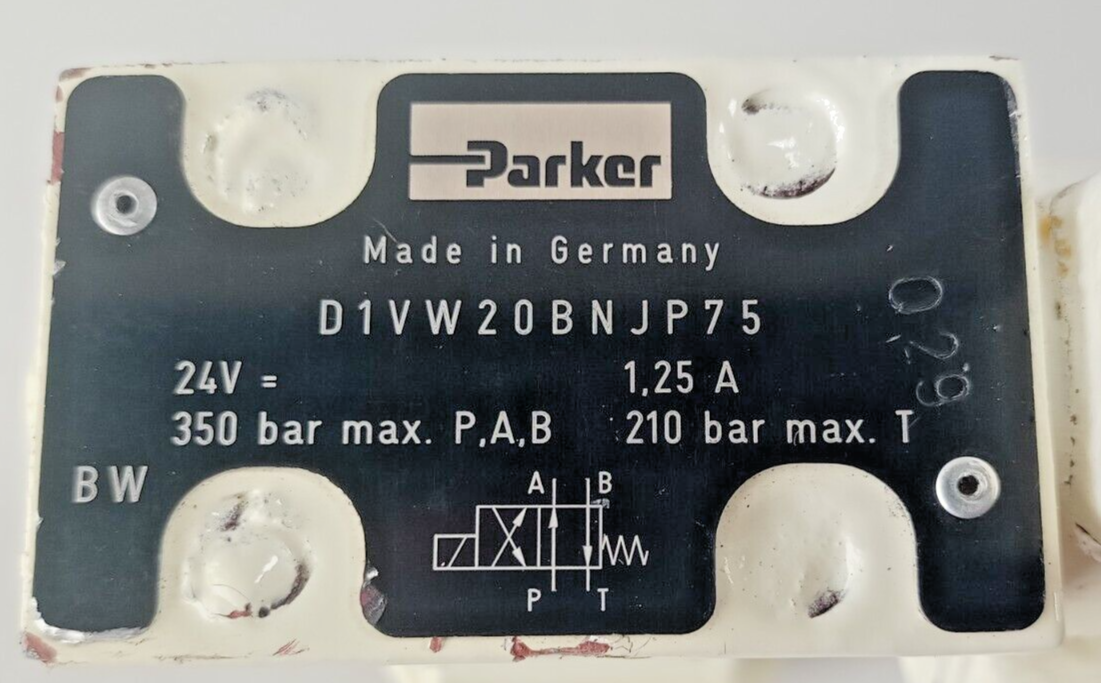 Parker
Made in Germany
D1VW20BNJP75
24V = 1,25 A
350 bar max. P,A,B 210 bar max. T
BW
A B
P T
029